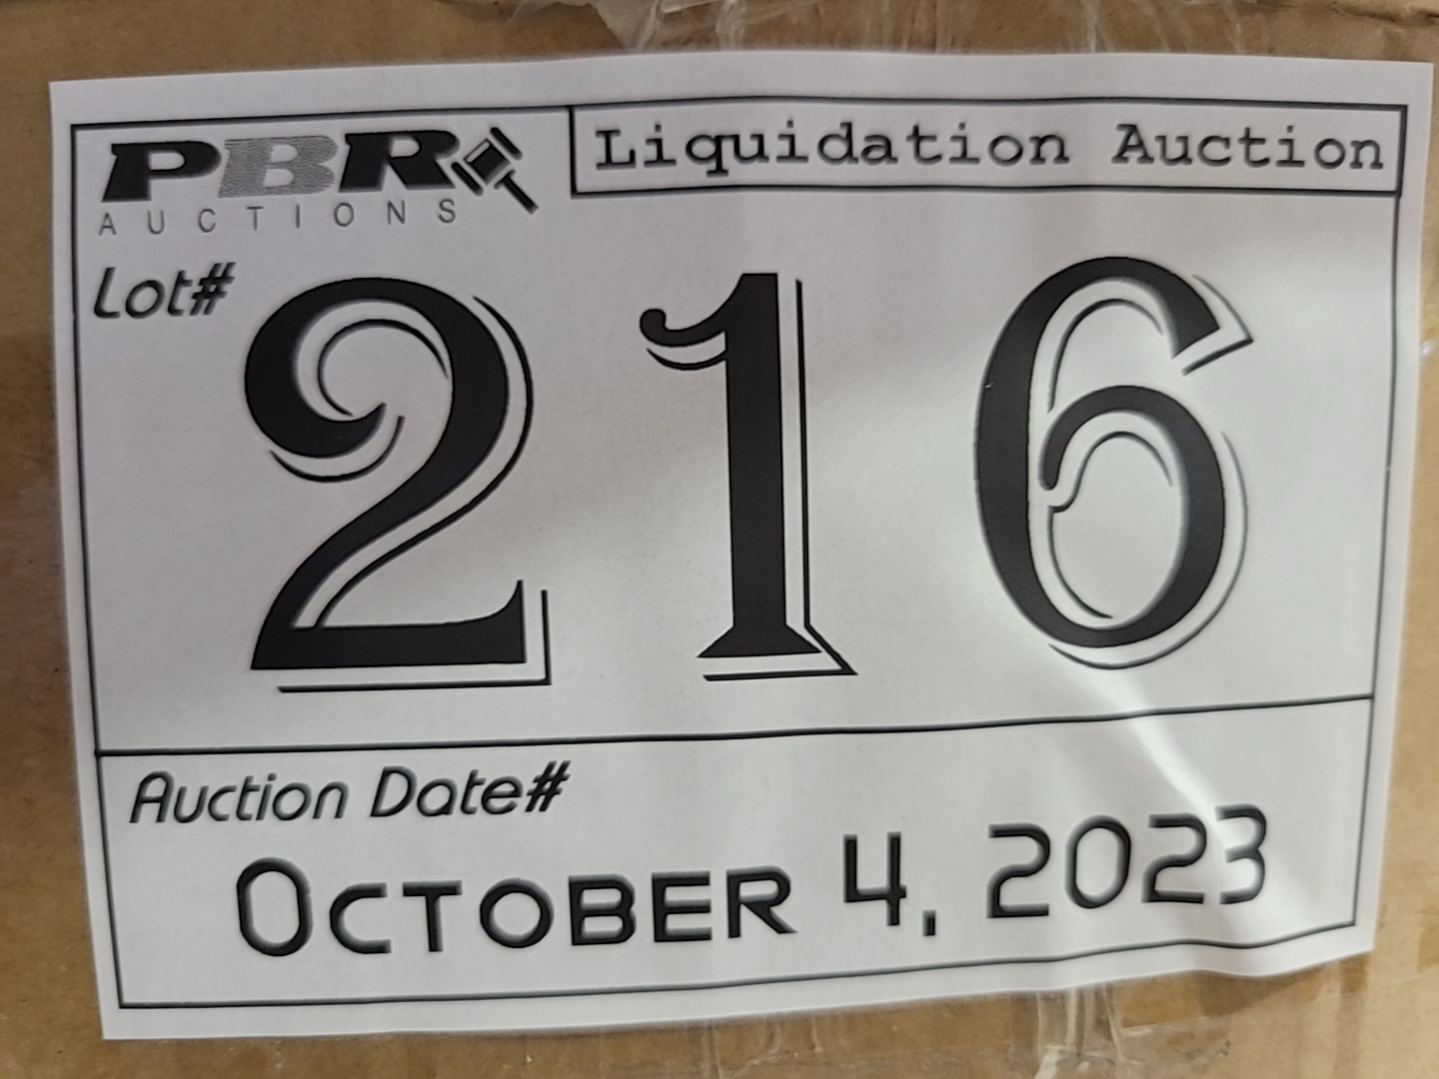 PBR
AUCTIONS
Liquidation Auction
Lot#
216
Auction Date#
OCTOBER 4, 2023